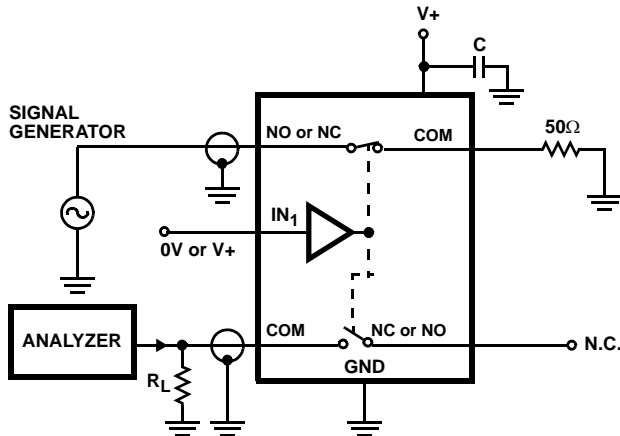 V+
C
SIGNAL
GENERATOR
NO or NC
COM
50Ω
IN1
0V or V+
ANALYZER
COM
NC or NO
N.C.
GND
RL